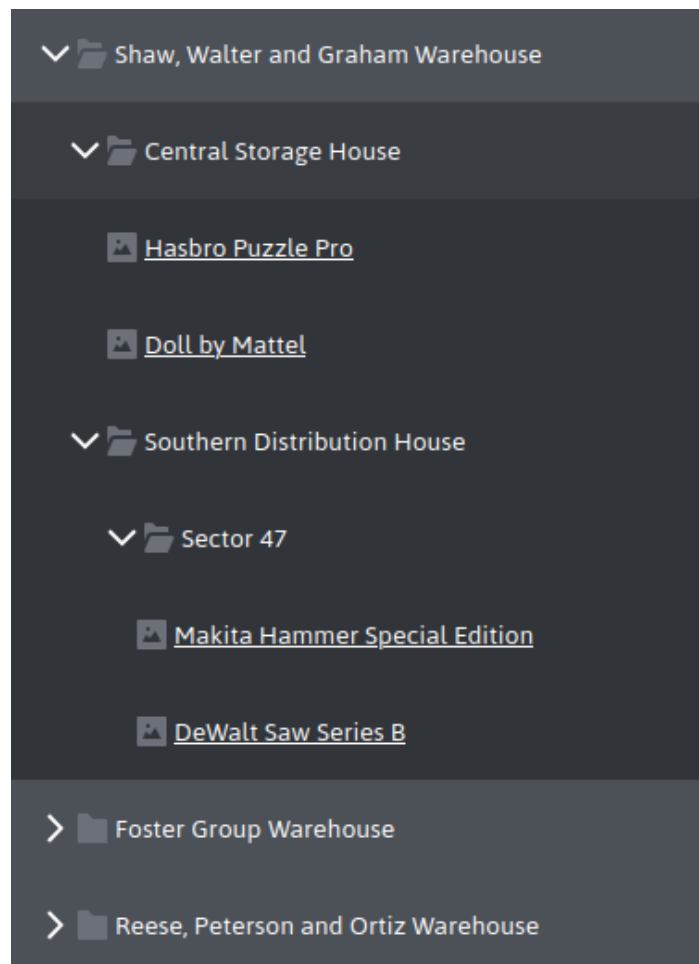 Shaw, Walter and Graham Warehouse
Central Storage House
Hasbro Puzzle Pro
Doll by Mattel
Southern Distribution House
Sector 47
Makita Hammer Special Edition
DeWalt Saw Series B
Foster Group Warehouse
Reese, Peterson and Ortiz Warehouse